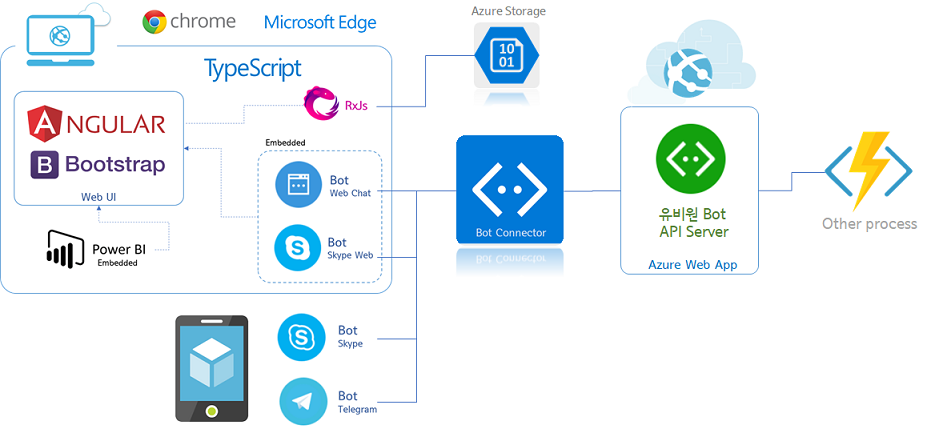 chrome
Microsoft Edge
Azure Storage
10
01
TypeScript
RxJs
ANGULAR
B Bootstrap
Web UI
Embedded
Bot
Web Chat
Bot
Skype Web
Power BI
Embedded
Bot Connector
유비원 Bot
API Server
Azure Web App
Other process
Bot
Skype
Bot
Telegram